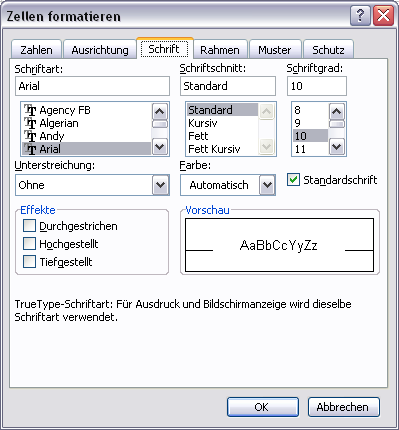 Zellen formatieren
Zahlen Ausrichtung Schrift Rahmen Muster Schutz
Schriftart: Schriftschnitt: Schriftgrad:
Arial Standard 10
Agency FB Standard 8
Algerian Kursiv 9
Andy Fett 10
Arial Fett Kursiv 11
Unterstreichung: Farbe:
Ohne Automatisch Standardschrift
Effekte Vorschau
Durchgestrichen
Hochgestellt AaBbCcYyZz
Tiefgestellt
TrueType-Schriftart: Für Ausdruck und Bildschirmanzeige wird dieselbe
Schriftart verwendet.
OK Abbrechen